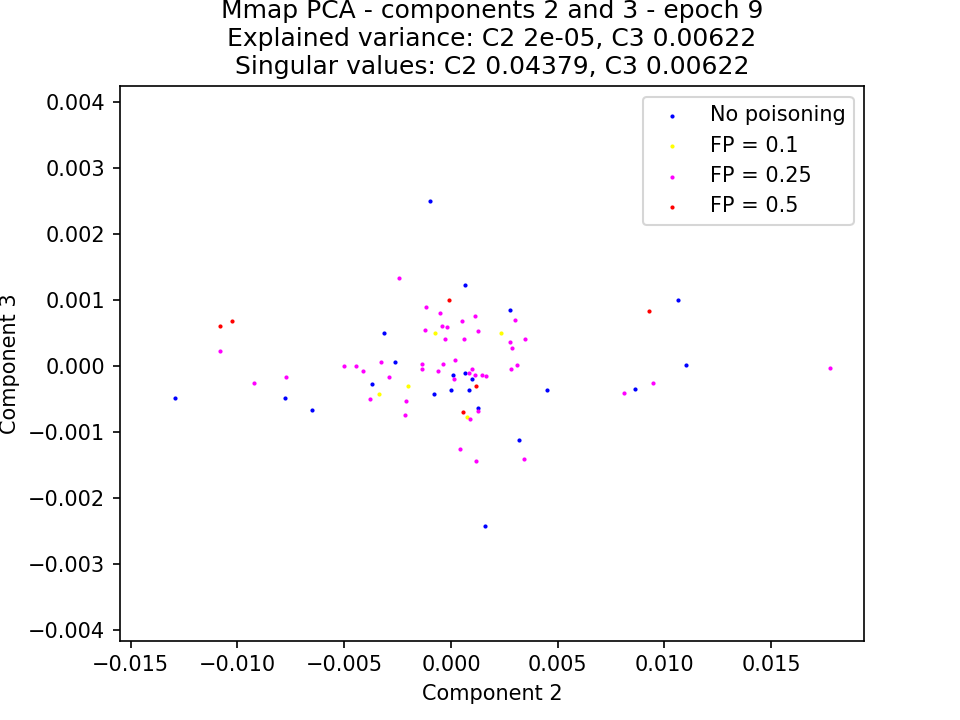 Mmap PCA - components 2 and 3 - epoch 9
Explained variance: C2 2e-05, C3 0.00622
Singular values: C2 0.04379, C3 0.00622
No poisoning
FP = 0.1
FP = 0.25
FP = 0.5
0.004
0.003
0.002
0.001
0.000
−0.001
−0.002
−0.003
−0.004
Component 3
−0.015
−0.010
−0.005
0.000
0.005
0.010
0.015
Component 2